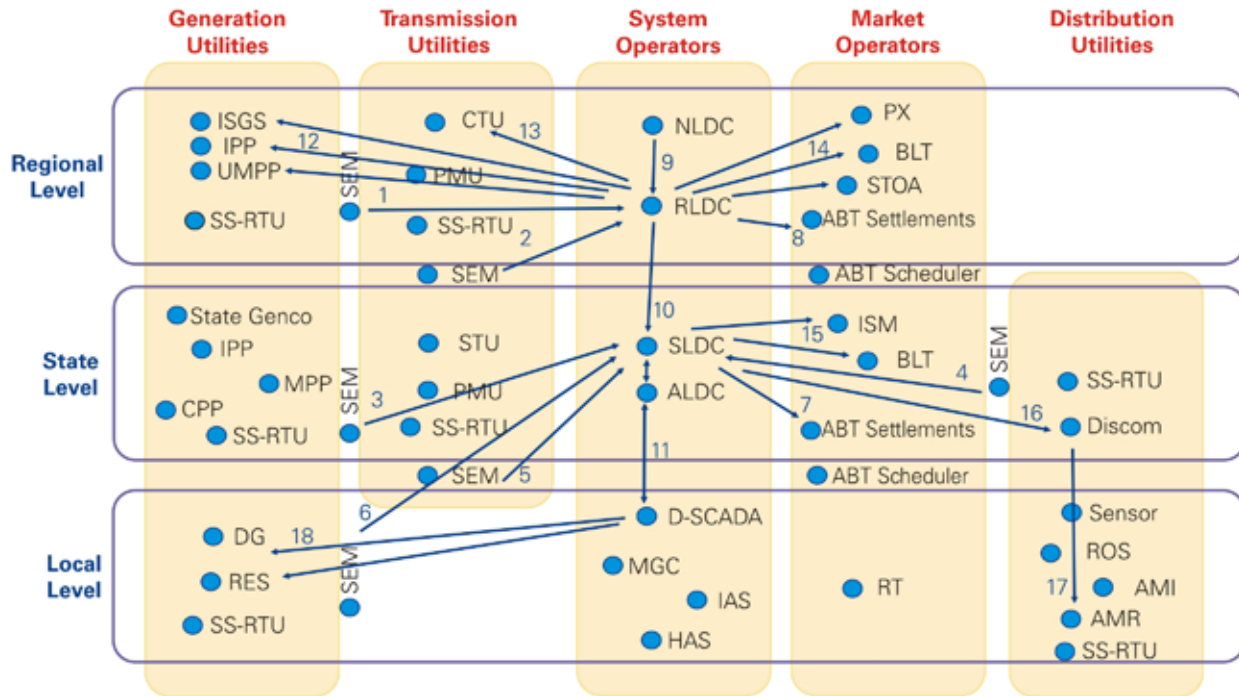 Generation Utilities
Transmission Utilities
System Operators
Market Operators
Distribution Utilities
Regional Level
ISGS
IPP
UMPP
SS-RTU
12
SEM
1
CTU
13
PMU
SS-RTU
2
SEM
NLDC
9
RLDC
10
PX
14
BLT
STOA
ABT Settlements
8
ABT Scheduler
State Level
State Genco
IPP
MPP
CPP
SS-RTU
SEM
3
STU
PMU
SS-RTU
SEM
5
SLDC
ALDC
11
ISM
15
BLT
7
ABT Settlements
ABT Scheduler
4
SEM
16
SS-RTU
Discom
Local Level
DG
18
RES
SS-RTU
6
SEM
D-SCADA
MGC
IAS
HAS
RT
Sensor
ROS
17
AMI
AMR
SS-RTU